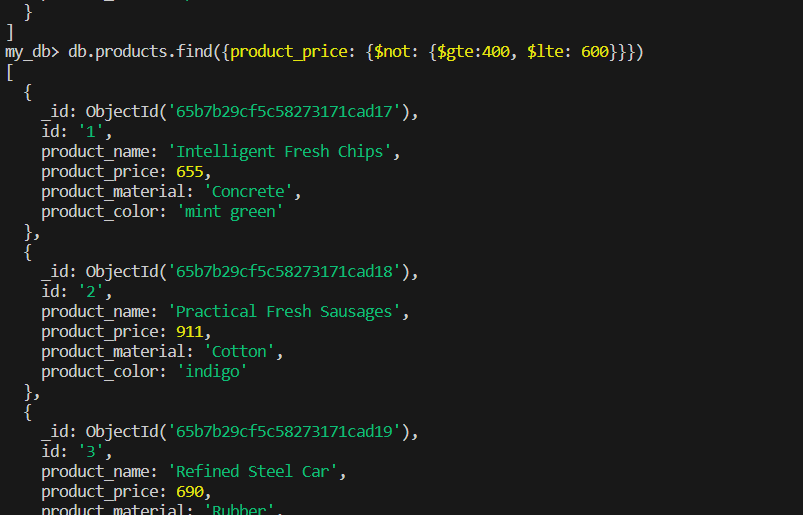 }
]
my_db> db.products.find({product_price: {$not: {$gte:400, $lte: 600}}})
[
{
_id: ObjectId('65b7b29cf5c58273171cad17'),
id: '1',
product_name: 'Intelligent Fresh Chips',
product_price: 655,
product_material: 'Concrete',
product_color: 'mint green'
},
{
_id: ObjectId('65b7b29cf5c58273171cad18'),
id: '2',
product_name: 'Practical Fresh Sausages',
product_price: 911,
product_material: 'Cotton',
product_color: 'indigo'
},
{
_id: ObjectId('65b7b29cf5c58273171cad19'),
id: '3',
product_name: 'Refined Steel Car',
product_price: 690,
product_material: 'Rubber',